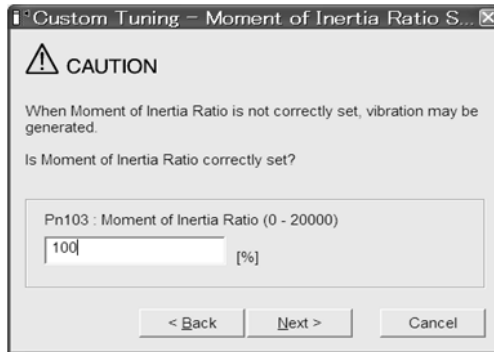 Custom Tuning - Moment of Inertia Ratio S...
CAUTION
When Moment of Inertia Ratio is not correctly set, vibration may be
generated.
Is Moment of Inertia Ratio correctly set?
Pn103 : Moment of Inertia Ratio (0 - 20000)
100
[%]
< Back
Next >
Cancel